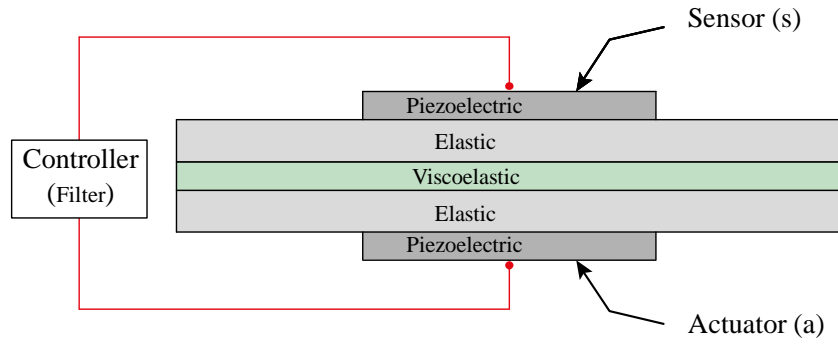 Sensor (s)
Piezoelectric
Elastic
Controller
(Filter)
Viscoelastic
Elastic
Piezoelectric
Actuator (a)